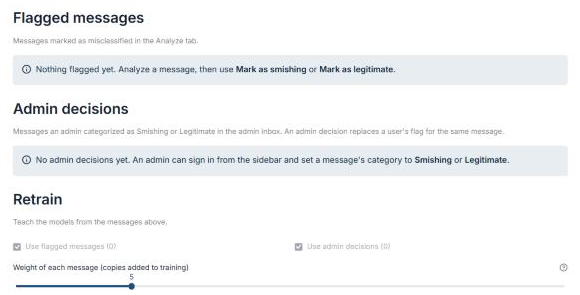 Flagged messages
Messages marked as misclassified in the Analyze tab.
Nothing flagged yet. Analyze a message, then use Mark as smishing or Mark as legitimate.
Admin decisions
Messages an admin categorized as Smishing or Legitimate in the admin inbox. An admin decision replaces a user's flag for the same message.
No admin decisions yet. An admin can sign in from the sidebar and set a message's category to Smishing or Legitimate.
Retrain
Teach the models from the messages above.
Use flagged messages (0)
Use admin decisions (0)
Weight of each message (copies added to training)
5